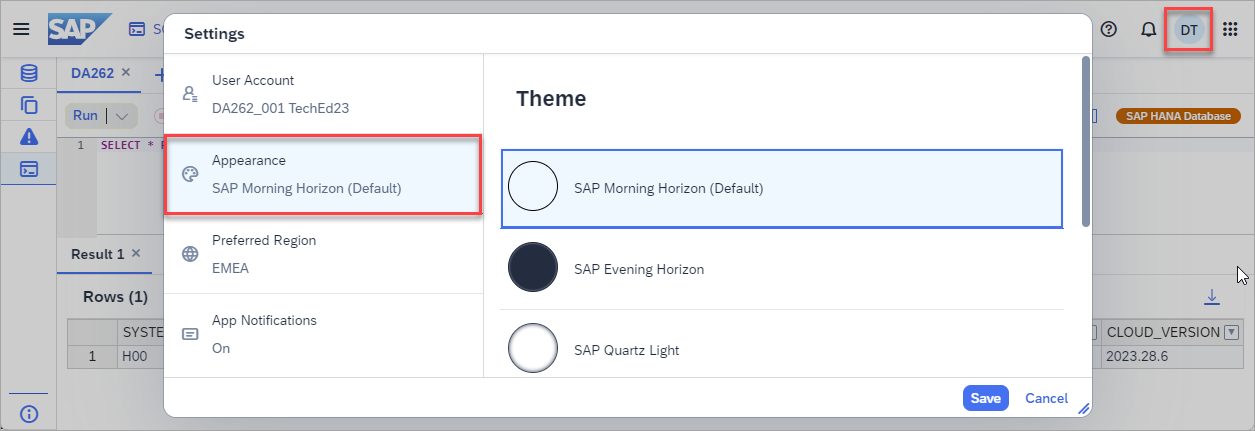 SAP
DT
Settings
DA262
Run
SAP HANA Database
1 SELECT *
User Account
DA262_001 TechEd23
Appearance
SAP Morning Horizon (Default)
Preferred Region
EMEA
App Notifications
On
Theme
SAP Morning Horizon (Default)
SAP Evening Horizon
SAP Quartz Light
Save
Cancel
Result 1
Rows (1)
SYSTE
CLOUD_VERSION
1
H00
2023.28.6